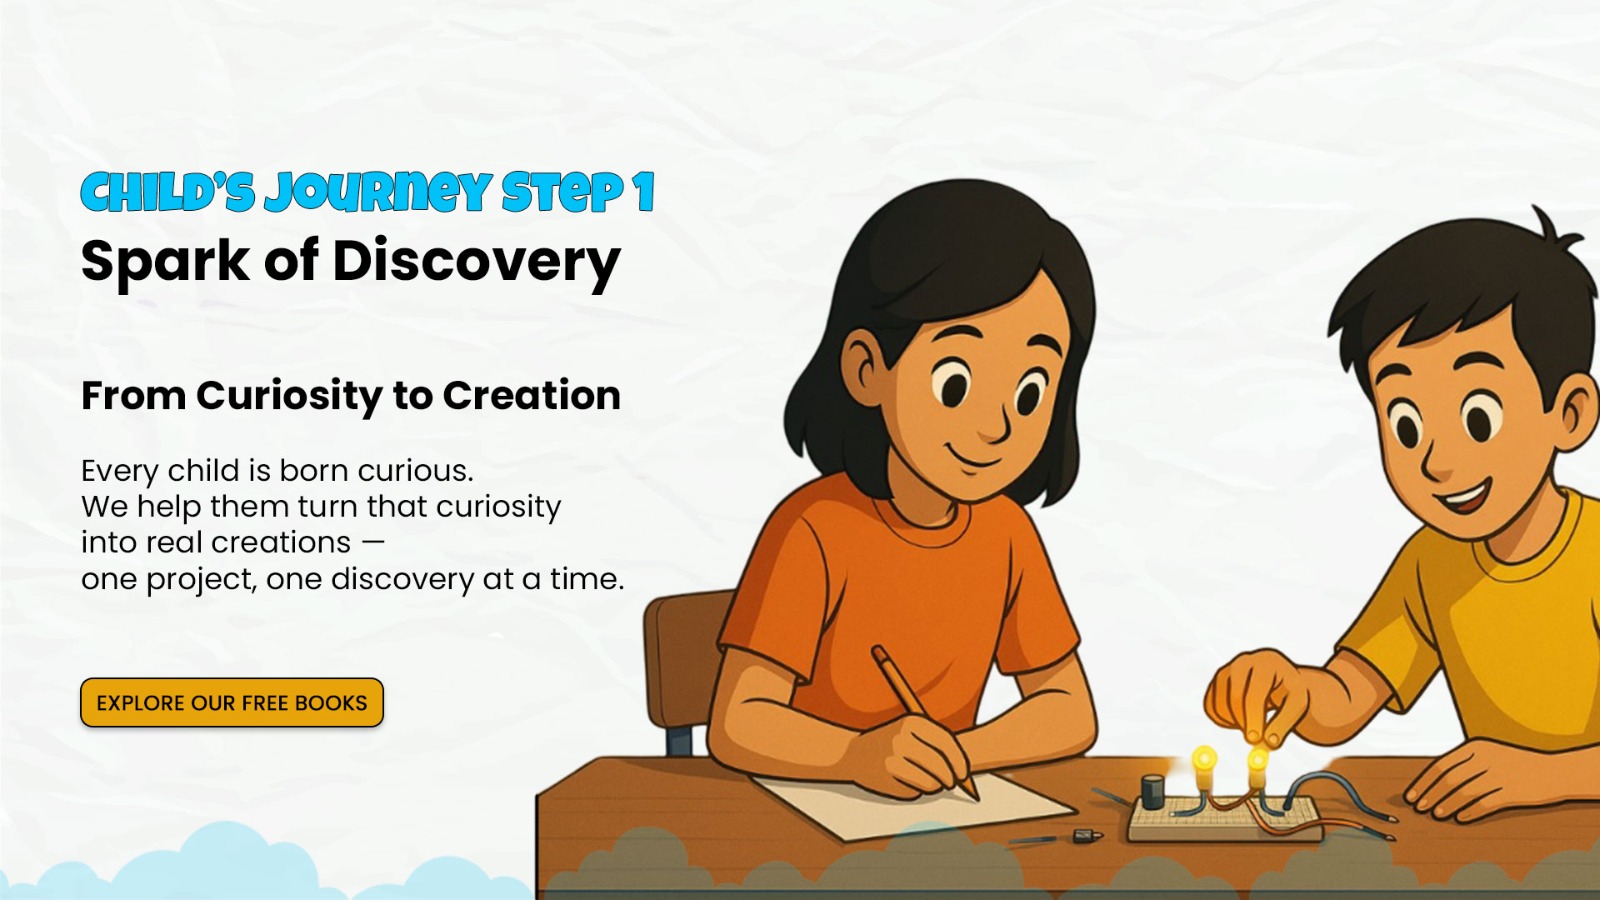 CHILD'S JOURNEY STEP 1
Spark of Discovery
From Curiosity to Creation
Every child is born curious.
We help them turn that curiosity
into real creations —
one project, one discovery at a time.
EXPLORE OUR FREE BOOKS